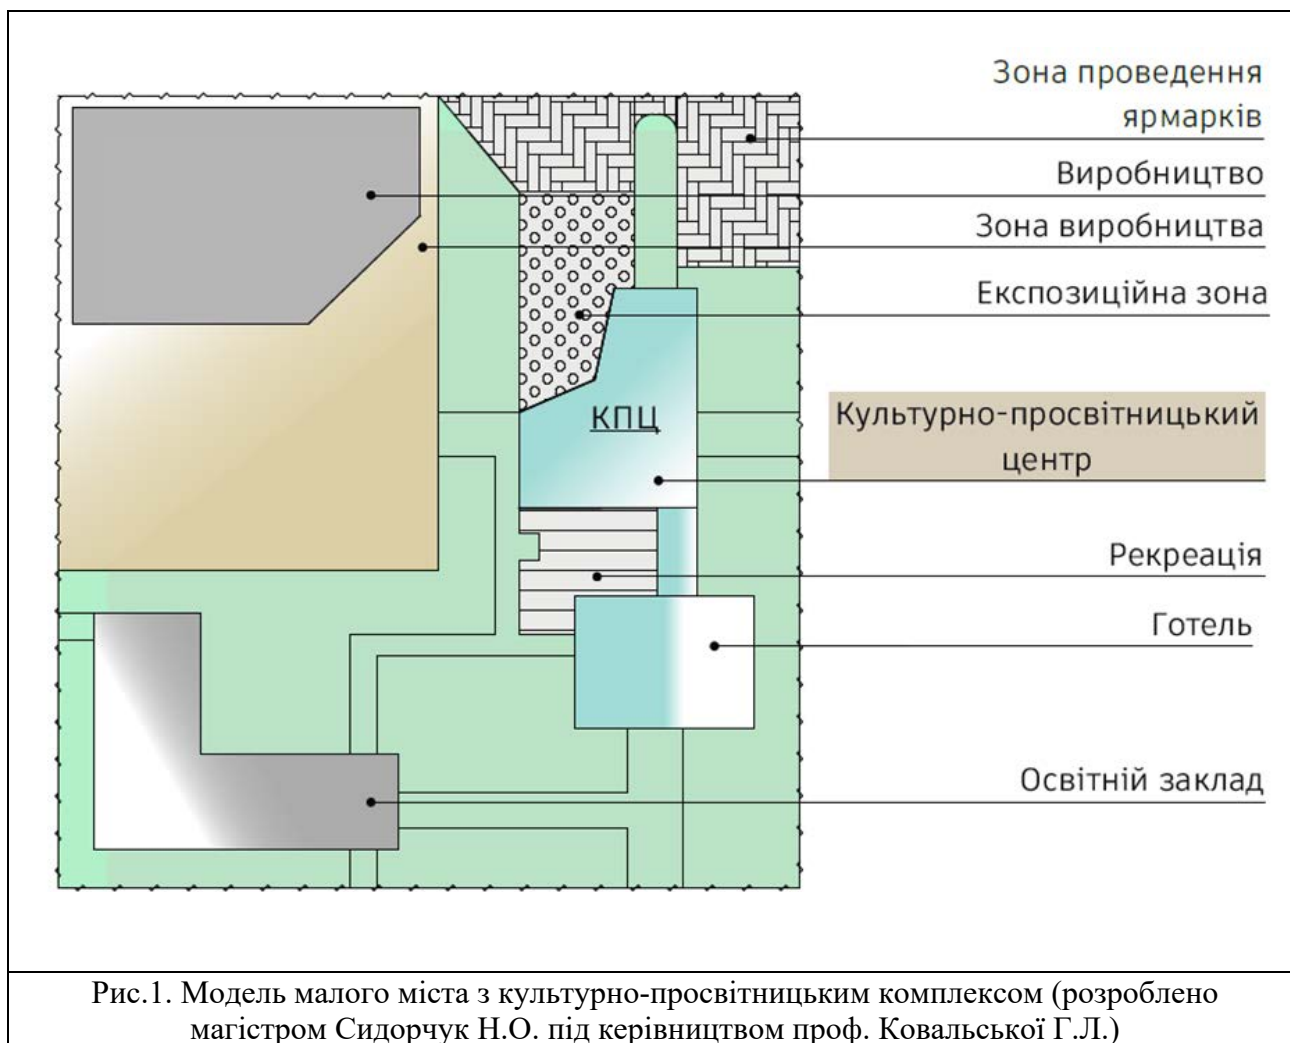 Зона проведення
ярмарків
Виробництво
Зона виробництва
Експозиційна зона
КПЦ
Культурно-просвітницький
центр
Рекреація
Готель
Освітній заклад
Рис.1. Модель малого міста з культурно-просвітницьким комплексом (розроблено
магістром Сидорчук Н.О. під керівництвом проф. Ковальської Г.Л.)